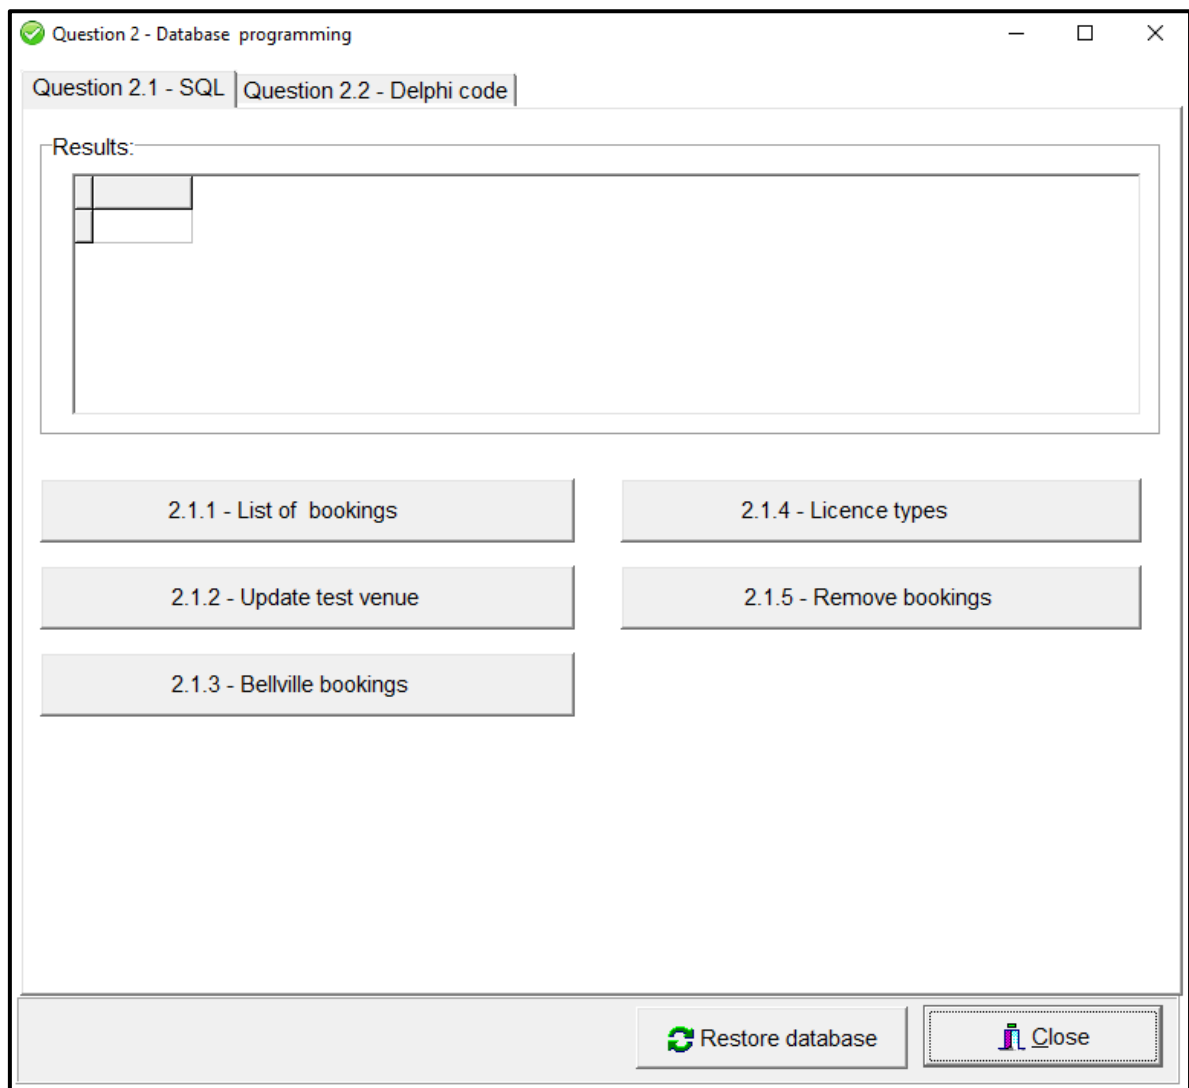 Question 2 - Database programming
Question 2.1 - SQL
Question 2.2 - Delphi code
Results:
2.1.1 - List of bookings
2.1.4 - Licence types
2.1.2 - Update test venue
2.1.5 - Remove bookings
2.1.3 - Bellville bookings
Restore database
Close